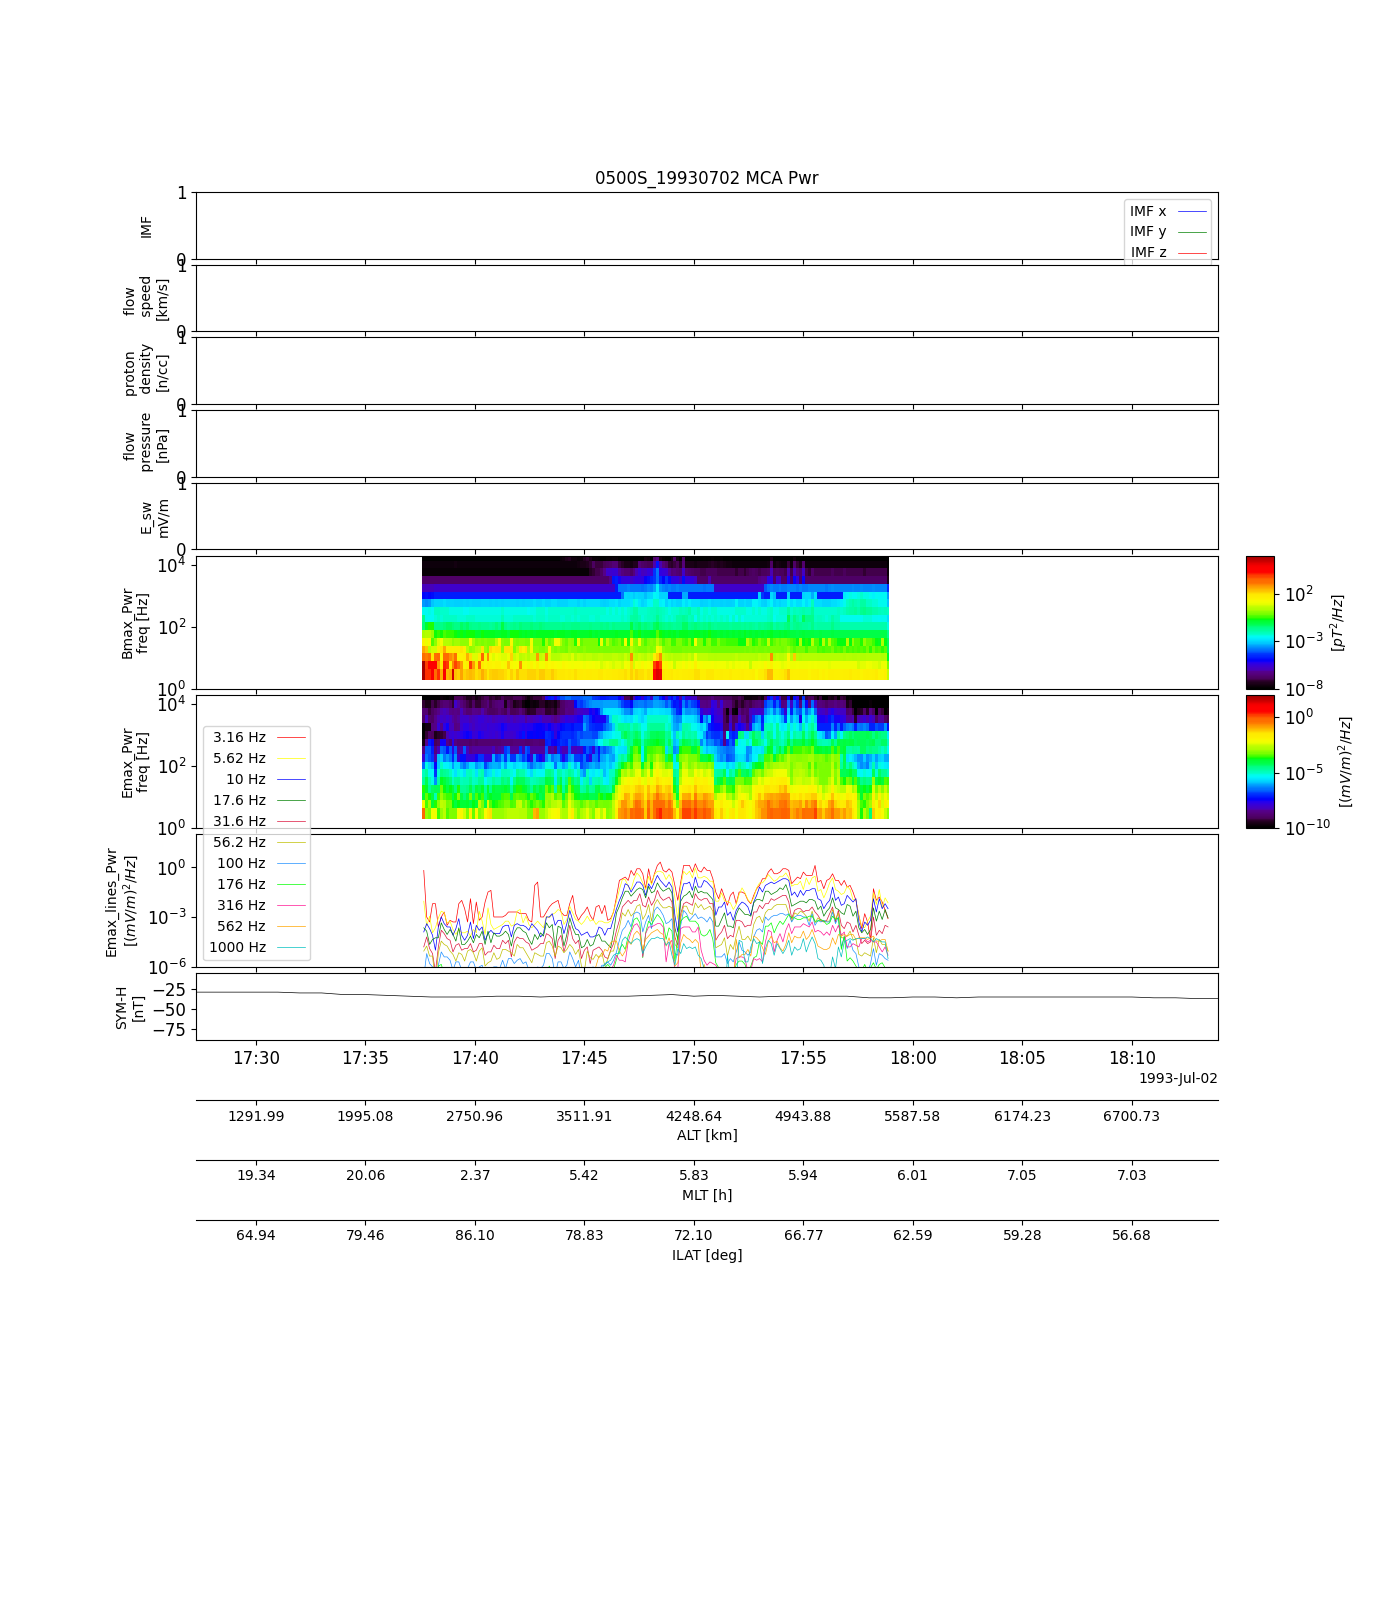 0500S_19930702 MCA Pwr
1
IMF
0
IMF x
IMF y
IMF z
1
flow
speed
[km/s]
0
1
proton
density
[n/cc]
0
1
flow
pressure
[nPa]
0
1
E_sw
mV/m
0
10^4
10^2
10^0
Bmax_Pwr
freq [Hz]
10^2
10^-3
10^-8
[pT^2/Hz]
10^4
10^2
10^0
Emax_Pwr
freq [Hz]
10^0
10^-5
10^-10
[(mV/m)^2/Hz]
3.16 Hz
5.62 Hz
10 Hz
17.6 Hz
31.6 Hz
56.2 Hz
100 Hz
176 Hz
316 Hz
562 Hz
1000 Hz
10^0
10^-3
10^-6
Emax_lines_Pwr
[(mV/m)^2/Hz]
−25
−50
−75
SYM-H
[nT]
17:30 17:35 17:40 17:45 17:50 17:55 18:00 18:05 18:10
1993-Jul-02
1291.99 1995.08 2750.96 3511.91 4248.64 4943.88 5587.58 6174.23 6700.73
ALT [km]
19.34 20.06 2.37 5.42 5.83 5.94 6.01 7.05 7.03
MLT [h]
64.94 79.46 86.10 78.83 72.10 66.77 62.59 59.28 56.68
ILAT [deg]